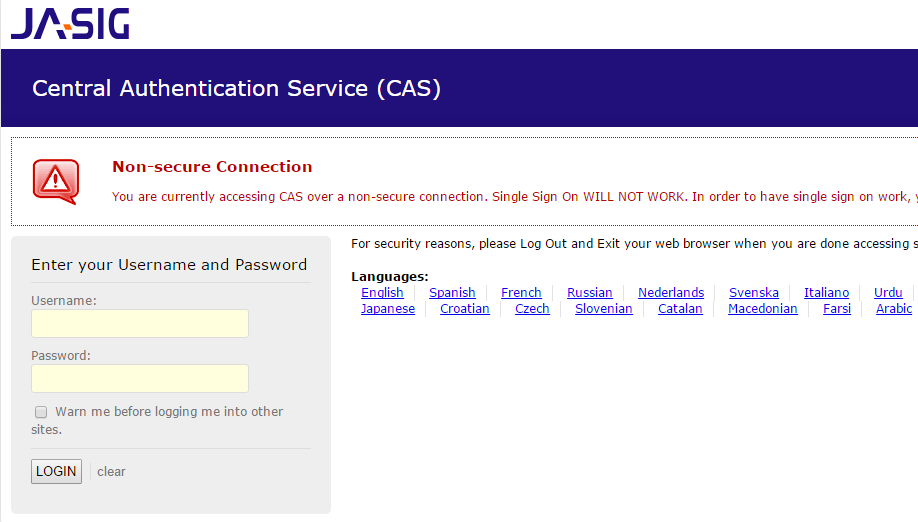 JA-SIG
Central Authentication Service (CAS)
Non-secure Connection
You are currently accessing CAS over a non-secure connection. Single Sign On WILL NOT WORK. In order to have single sign on work,
Enter your Username and Password
Username:
Password:
Warn me before logging me into other
sites.
LOGIN
clear
For security reasons, please Log Out and Exit your web browser when you are done accessing
Languages:
English Spanish French Russian Nederlands Svenska Italiano Urdu
Japanese Croatian Czech Slovenian Catalan Macedonian Farsi Arabic